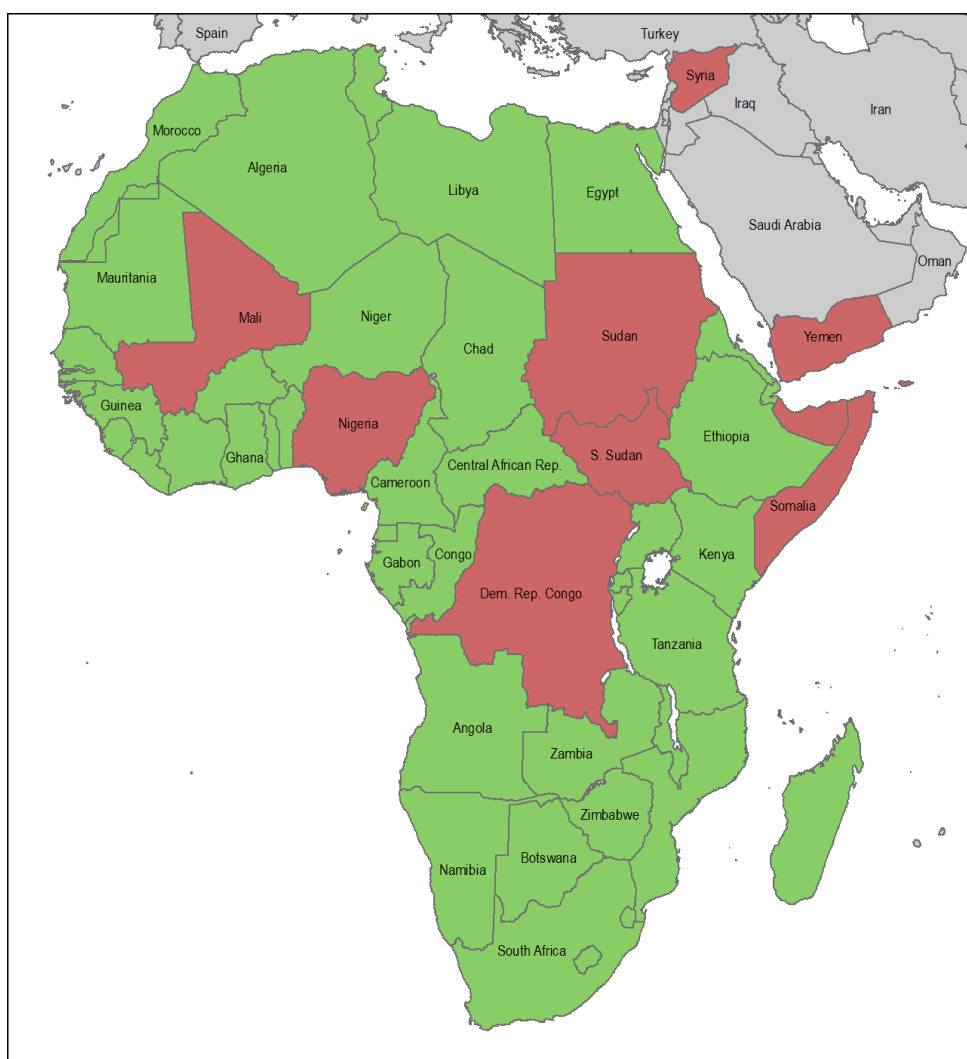 Spain
Turkey
Syria
Iraq
Iran
Morocco
Algeria
Libya
Egypt
Saudi Arabia
Oman
Mauritania
Mali
Niger
Chad
Sudan
Yemen
Guinea
Ghana
Nigeria
Cameroon
Central African Rep.
S. Sudan
Ethiopia
Somalia
Gabon
Congo
Kenya
Dem. Rep. Congo
Tanzania
Angola
Zambia
Zimbabwe
Namibia
Botswana
South Africa